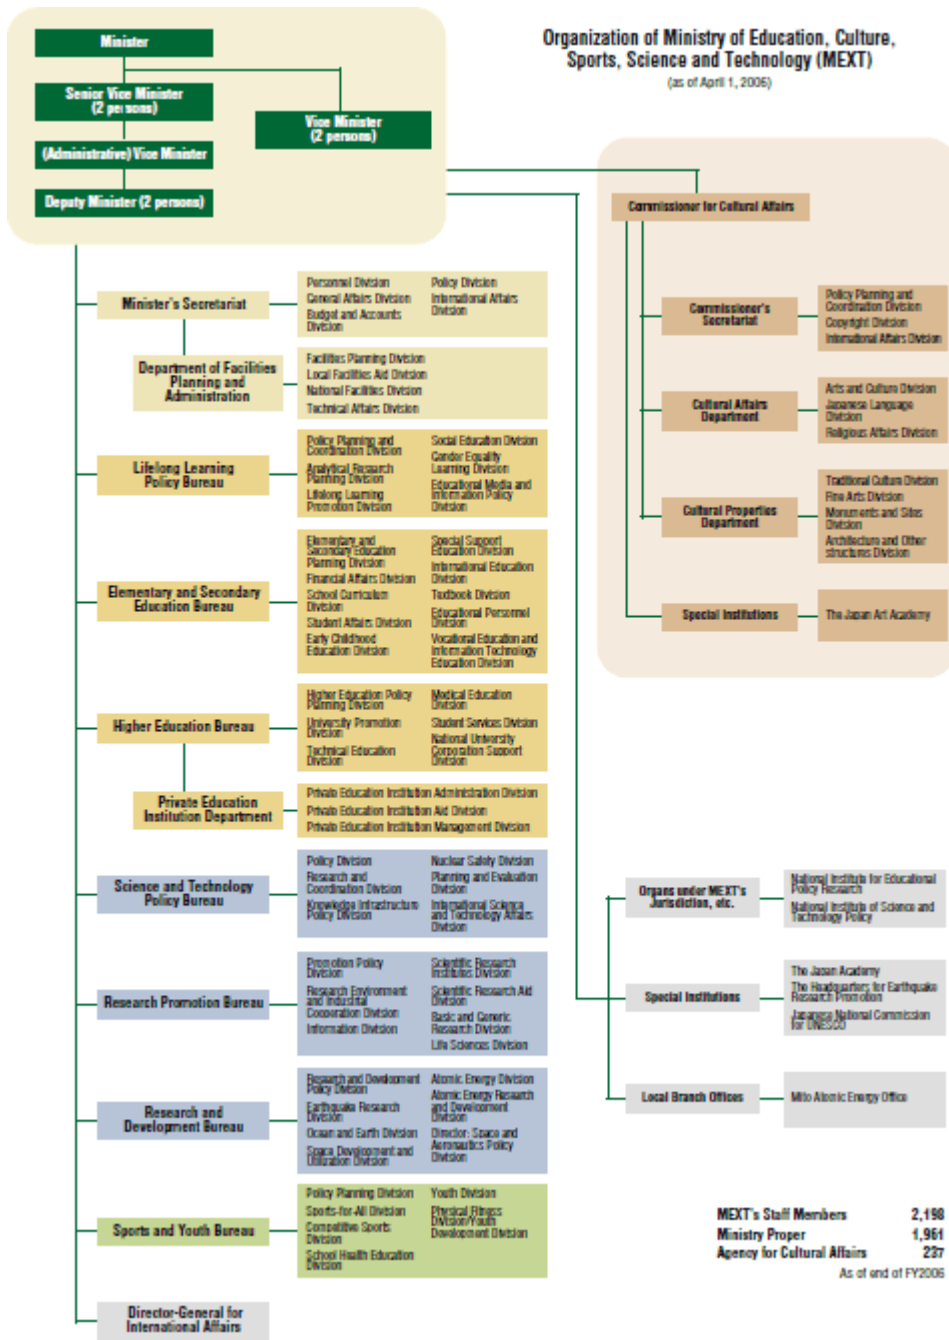 Organization of Ministry of Education, Culture,
Sports, Science and Technology (MEXT)
(as of April 1, 2006)
Minister
Senior Vice Minister
(2 persons)
Vice Minister
(2 persons)
(Administrative) Vice Minister
Deputy Minister (2 persons)
Minister's Secretariat
Personnel Division
General Affairs Division
Budget and Accounts
Division
Policy Division
International Affairs
Division
Department of Facilities
Planning and
Administration
Facilities Planning Division
Local Facilities Aid Division
National Facilities Division
Technical Affairs Division
Lifelong Learning
Policy Bureau
Policy Planning and
Coordination Division
Analytical Research
Planning Division
Lifelong Learning
Promotion Division
Social Education Division
Gender Equality
Learning Division
Educational Media and
Information Policy
Division
Elementary and Secondary
Education Bureau
Elementary and
Secondary Education
Planning Division
Financial Affairs Division
School Curriculum
Division
Student Affairs Division
Early Childhood
Education Division
Special Support
Education Division
International Education
Division
Textbook Division
Educational Personnel
Division
Vocational Education and
Information Technology
Education Division
Higher Education Bureau
Higher Education Policy
Planning Division
University Promotion
Division
Technical Education
Division
Medical Education
Division
Student Services Division
National University
Corporation Support
Division
Private Education
Institution Department
Private Education Institution Administration Division
Private Education Institution Aid Division
Private Education Institution Management Division
Science and Technology
Policy Bureau
Policy Division
Research and
Coordination Division
Knowledge Infrastructure
Policy Division
Nuclear Safety Division
Planning and Evaluation
Division
International Science
and Technology Affairs
Division
Research Promotion Bureau
Promotion Policy
Division
Research Environment
and Industrial
Cooperation Division
Information Division
Scientific Research
Institutes Division
Scientific Research Aid
Division
Basic and Generic
Research Division
Life Sciences Division
Research and
Development Bureau
Research and Development
Policy Division
Earthquake Research
Division
Ocean and Earth Division
Space Development and
Utilization Division
Atomic Energy Division
Atomic Energy Research
and Development
Division
Director: Space and
Aeronautics Policy
Division
Sports and Youth Bureau
Policy Planning Division
Sports-for-All Division
Competitive Sports
Division
School Health Education
Division
Youth Division
Physical Fitness
Division/Youth
Development Division
Director-General for
International Affairs
Commissioner for Cultural Affairs
Commissioner's
Secretariat
Policy Planning and
Coordination Division
Copyright Division
International Affairs Division
Cultural Affairs
Department
Arts and Culture Division
Japanese Language
Division
Religious Affairs Division
Cultural Properties
Department
Traditional Culture Division
Fine Arts Division
Monuments and Sites
Division
Architecture and Other
structures Division
Special Institutions
The Japan Art Academy
Organs under MEXT's
Jurisdiction, etc.
National Institute for Educational
Policy Research
National Institute of Science and
Technology Policy
Special Institutions
The Japan Academy
The Headquarters for Earthquake
Research Promotion
Japanese National Commission
for UNESCO
Local Branch Offices
Mito Atomic Energy Office
MEXT's Staff Members 2,198
Ministry Proper 1,961
Agency for Cultural Affairs 237
As of end of FY2006